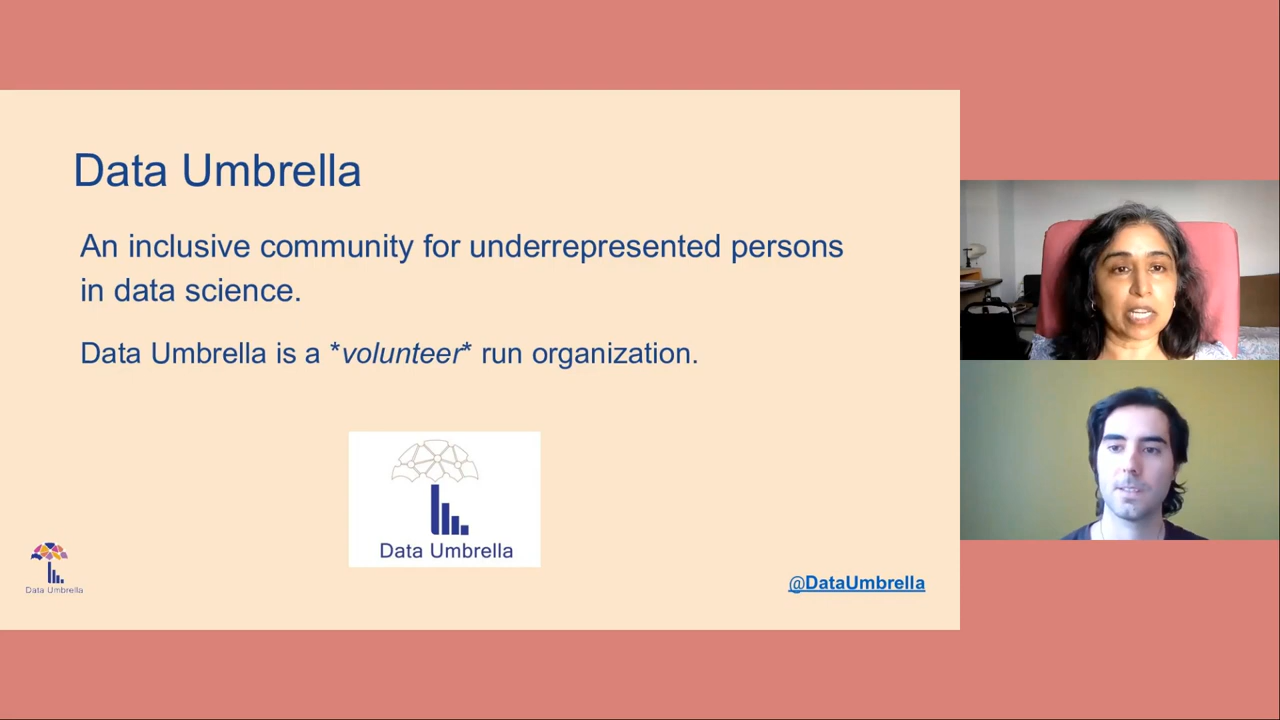 Data Umbrella
An inclusive community for underrepresented persons
in data science.
Data Umbrella is a *volunteer* run organization.
Data Umbrella
Data Umbrella
@DataUmbrella